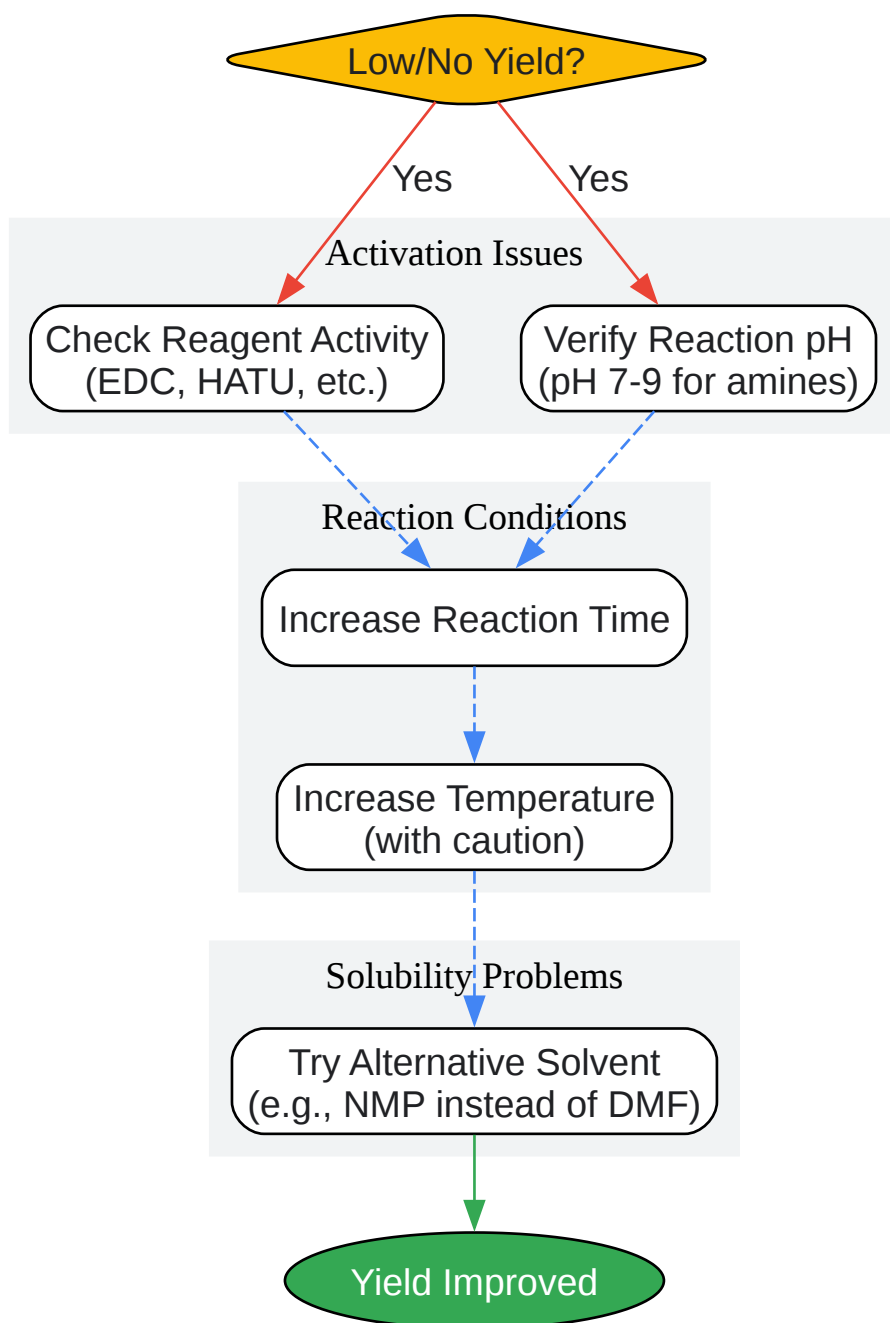 Low/No Yield?
Yes
Yes
Activation Issues
Check Reagent Activity
(EDC, HATU, etc.)
Verify Reaction pH
(pH 7-9 for amines)
Reaction Conditions
Increase Reaction Time
Increase Temperature
(with caution)
Solubility Problems
Try Alternative Solvent
(e.g., NMP instead of DMF)
Yield Improved